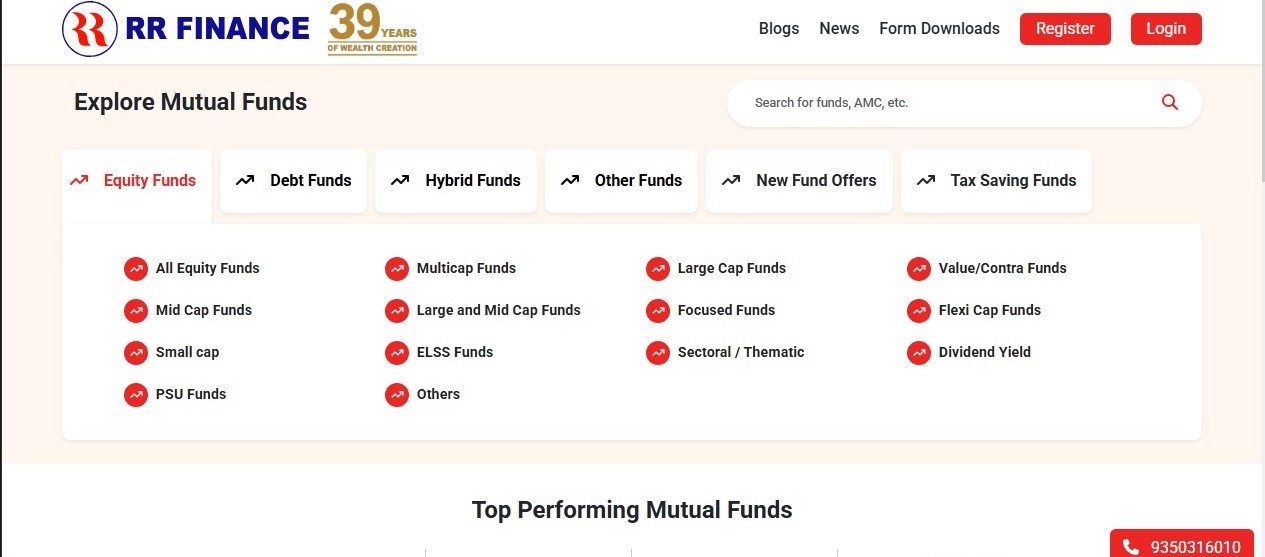 RR FINANCE
39 YEARS
OF WEALTH CREATION
Blogs News Form Downloads Register Login
Explore Mutual Funds
Search for funds, AMC, etc.
Equity Funds Debt Funds Hybrid Funds Other Funds New Fund Offers Tax Saving Funds
All Equity Funds Multicap Funds Large Cap Funds Value/Contra Funds
Mid Cap Funds Large and Mid Cap Funds Focused Funds Flexi Cap Funds
Small cap ELSS Funds Sectoral / Thematic Dividend Yield
PSU Funds Others
Top Performing Mutual Funds
9350316010